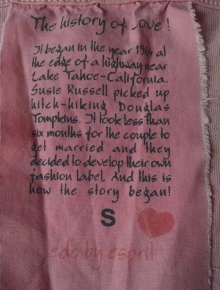 The history of love!
It began in the year 1964 at
the edge of a highway near
Lake Tahoe-California.
Susie Russell picked up
hitch-hiking Douglas
Tompkins. It took less than
six months for the couple to
get married and they
decided to develop their own
fashion label. And this is
how the story began!
S
edc by esprit